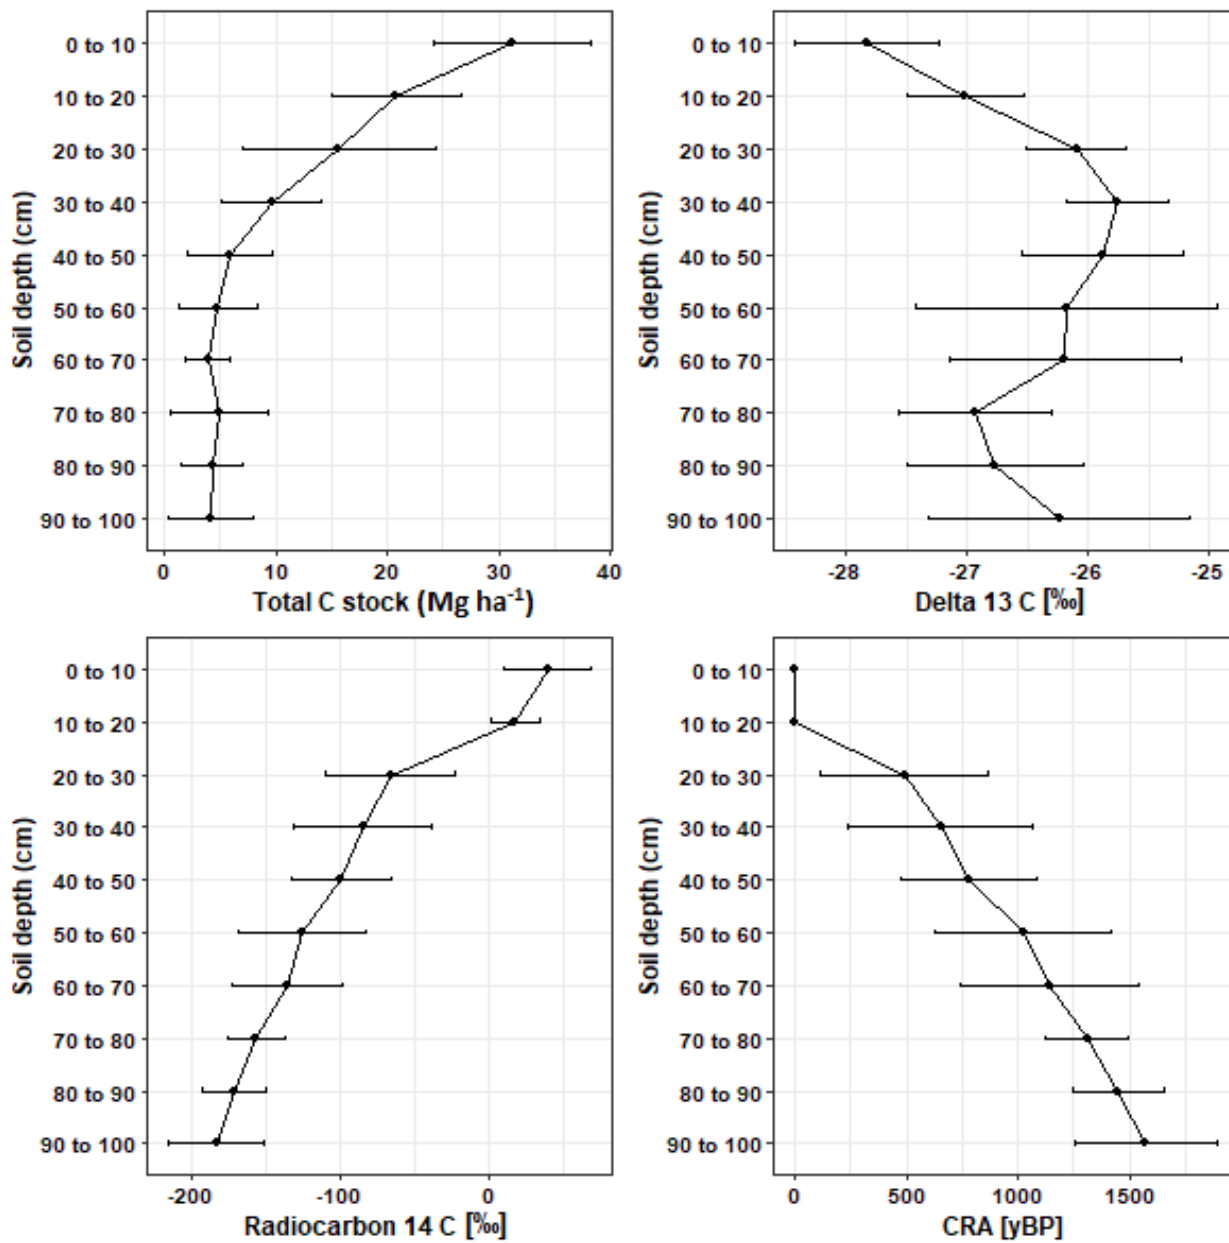 Soil depth (cm)
0 to 10
10 to 20
20 to 30
30 to 40
40 to 50
50 to 60
60 to 70
70 to 80
80 to 90
90 to 100
0 10 20 30 40
Total C stock (Mg ha⁻¹)
Soil depth (cm)
0 to 10
10 to 20
20 to 30
30 to 40
40 to 50
50 to 60
60 to 70
70 to 80
80 to 90
90 to 100
-28 -27 -26 -25
Delta 13 C [‰]
Soil depth (cm)
0 to 10
10 to 20
20 to 30
30 to 40
40 to 50
50 to 60
60 to 70
70 to 80
80 to 90
90 to 100
-200 -100 0
Radiocarbon 14 C [‰]
Soil depth (cm)
0 to 10
10 to 20
20 to 30
30 to 40
40 to 50
50 to 60
60 to 70
70 to 80
80 to 90
90 to 100
0 500 1000 1500
CRA [yBP]